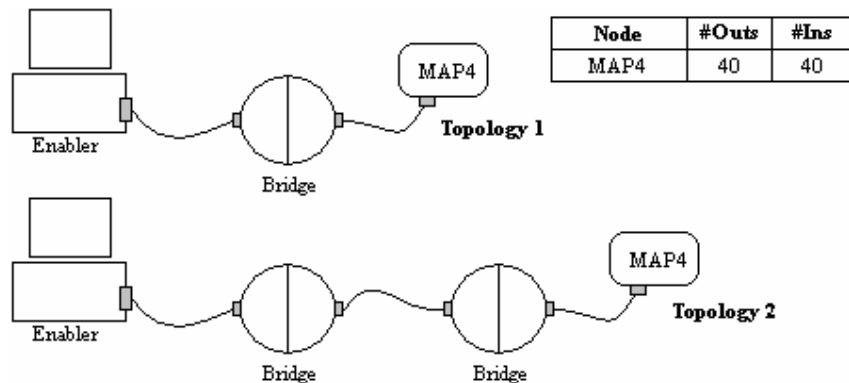 MAP4
Node #Outs #Ins
MAP4 40 40
Topology 1
Enabler
Bridge
MAP4
Topology 2
Enabler
Bridge Bridge